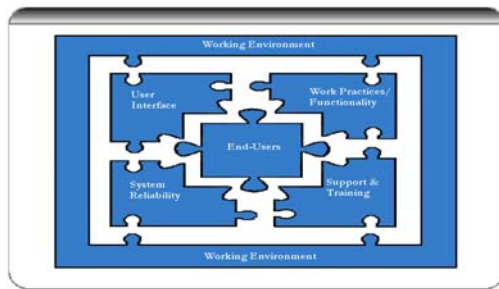 Working Environment
User
Interface
Work Practices/
Functionality
End-Users
System
Reliability
Support &
Training
Working Environment